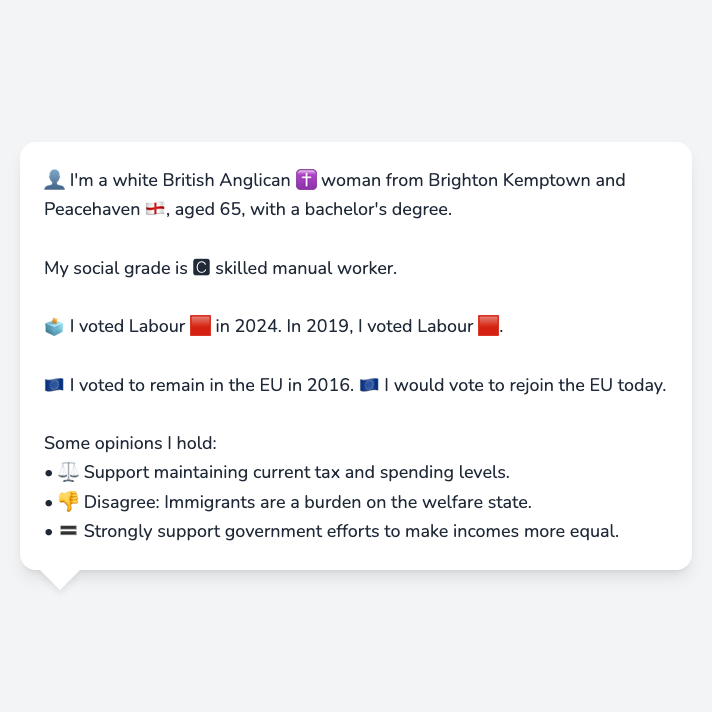 👤 I'm a white British Anglican ✝️ woman from Brighton Kemptown and
Peacehaven 🏴󠁧󠁢󠁥󠁮󠁧󠁿, aged 65, with a bachelor's degree.
My social grade is 🅲 skilled manual worker.
🗳️ I voted Labour 🟥 in 2024. In 2019, I voted Labour 🟥.
🇪🇺 I voted to remain in the EU in 2016. 🇪🇺 I would vote to rejoin the EU today.
Some opinions I hold:
• ⚖️ Support maintaining current tax and spending levels.
• 👎 Disagree: Immigrants are a burden on the welfare state.
• 🟰 Strongly support government efforts to make incomes more equal.